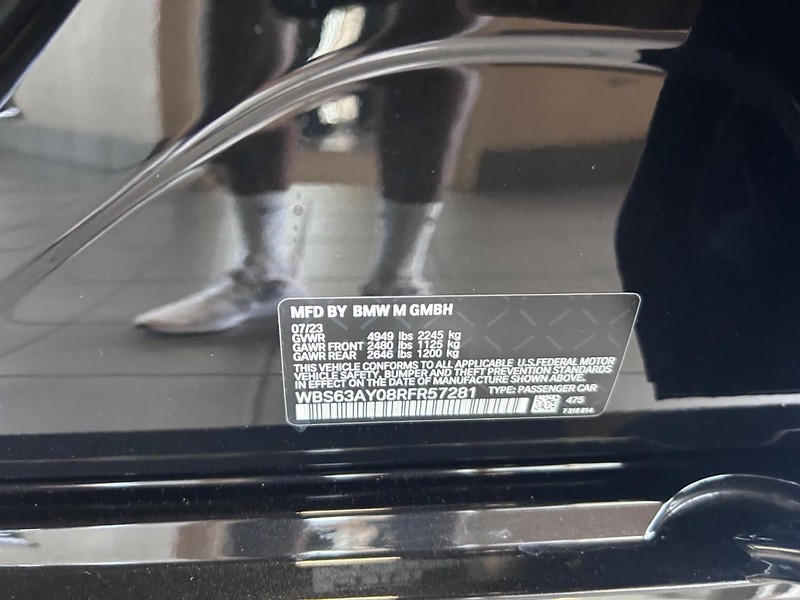 MFD BY BMW M GMBH
07/23
GVWR 4949 lbs 2245 kg
GAWR FRONT 2480 lbs 1125 kg
GAWR REAR 2646 lbs 1200 kg
THIS VEHICLE CONFORMS TO ALL APPLICABLE U.S.FEDERAL MOTOR
VEHICLE SAFETY, BUMPER AND THEFT PREVENTION STANDARDS
IN EFFECT ON THE DATE OF MANUFACTURE SHOWN ABOVE.
WBS63AY08RFR57281 TYPE: PASSENGER CAR
475